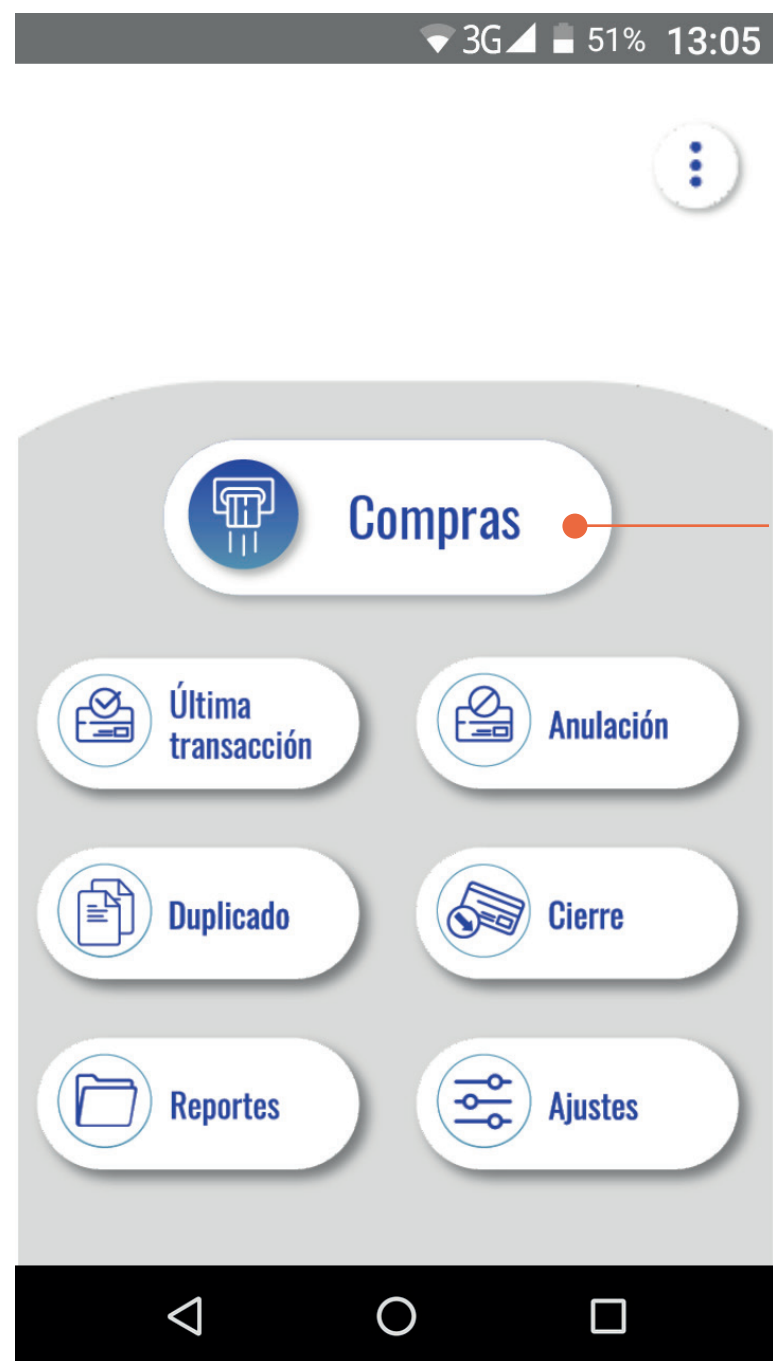 3G 51% 13:05
Compras
Última
transacción
Anulación
Duplicado
Cierre
Reportes
Ajustes